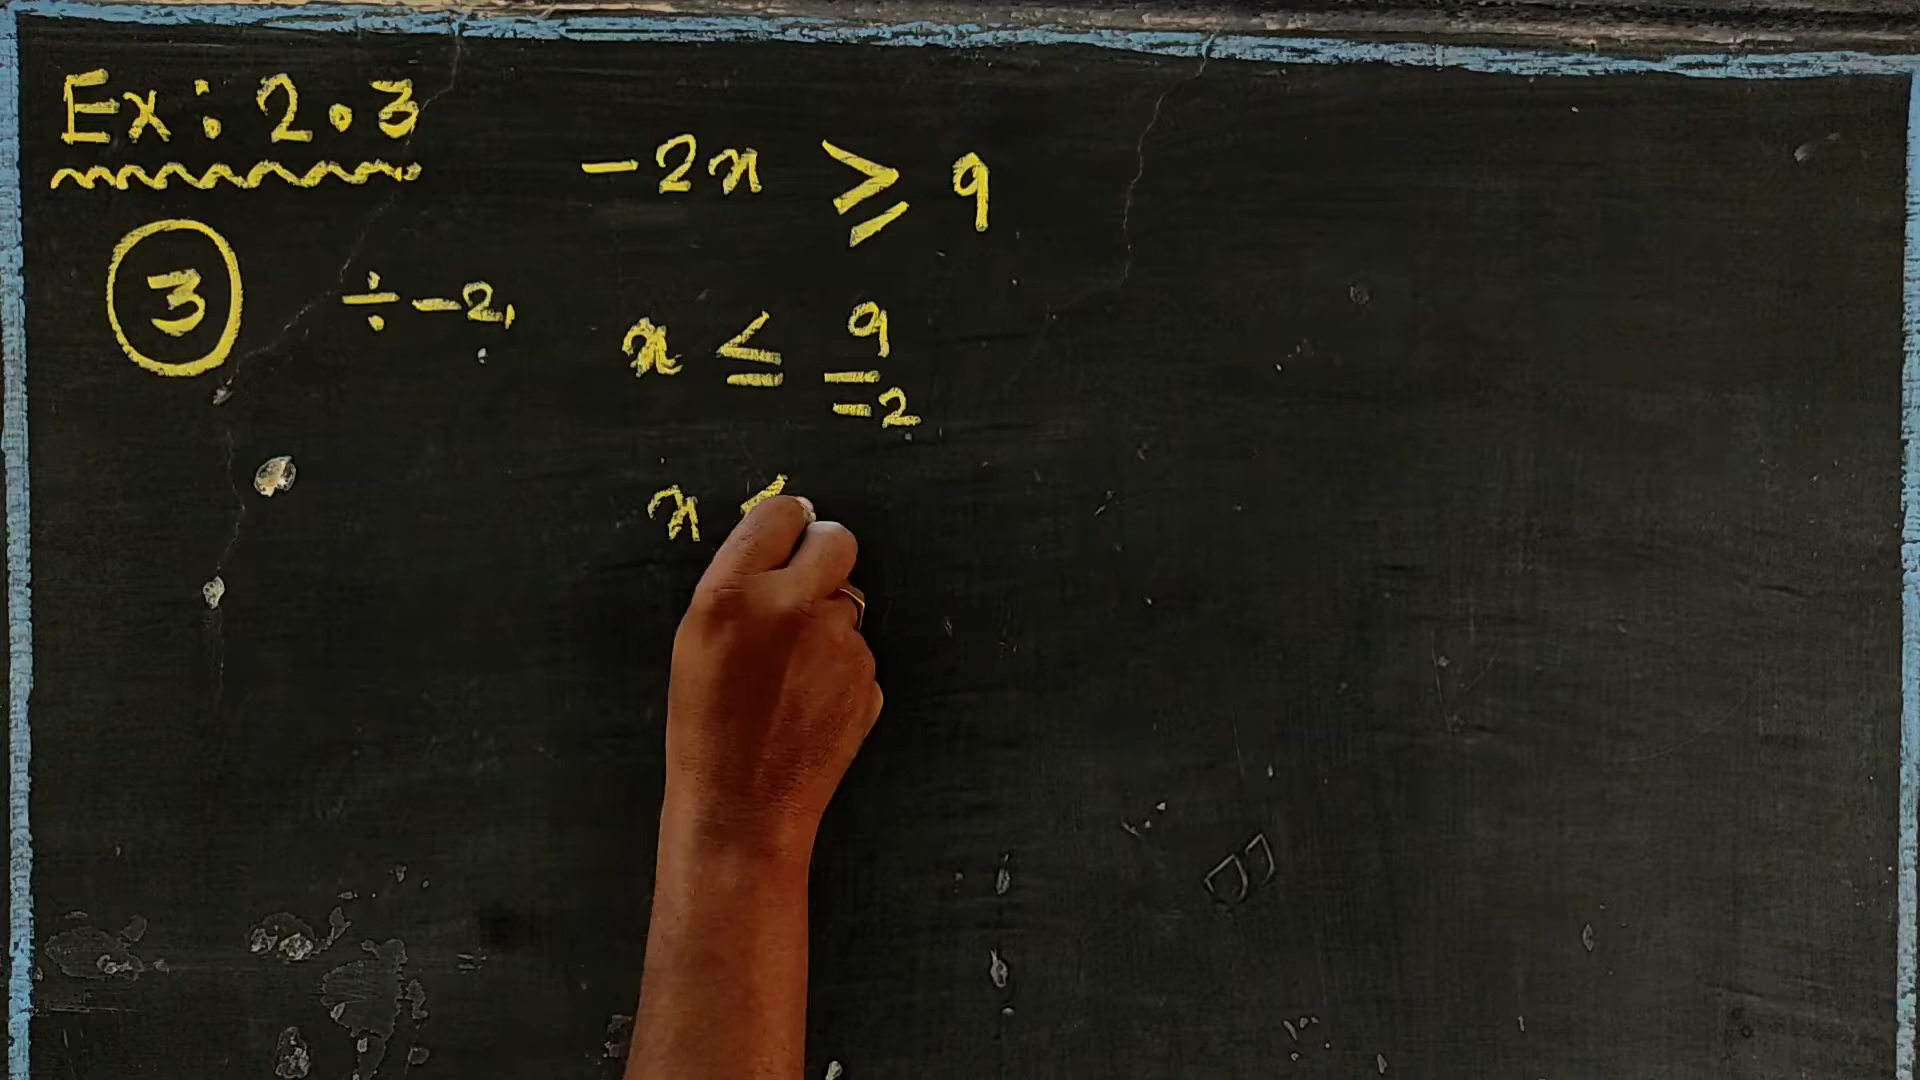 Ex: 2.3
-2x ≥ 9
3 ÷ -2, x ≤ 9/-2
x <